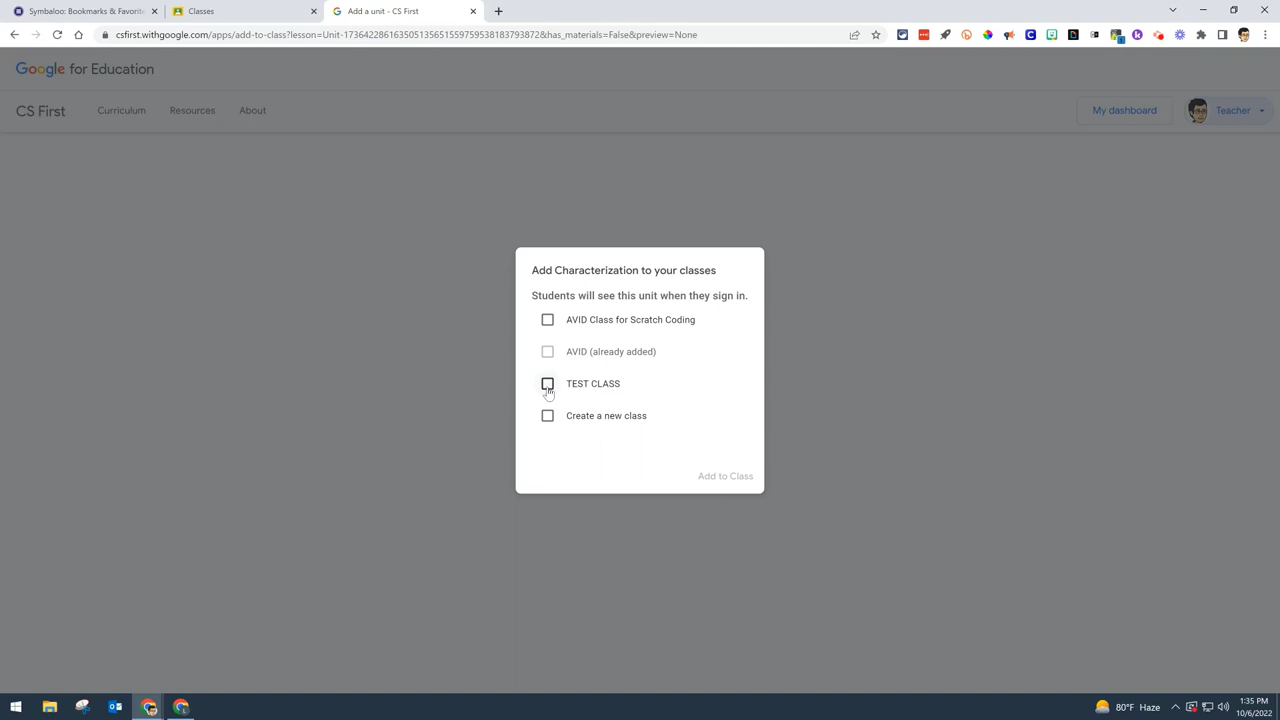 Symbaloo: Bookmarks & Favorite
Classes
Add a unit - CS First
csfirst.withgoogle.com/apps/add-to-class?lesson=Unit-17364228616350513565155975953818379387​2&has_materials=False&preview=None
Google for Education
CS First
Curriculum
Resources
About
My dashboard
Teacher
Add Characterization to your classes
Students will see this unit when they sign in.
AVID Class for Scratch Coding
AVID (already added)
TEST CLASS
Create a new class
Add to Class
80°F Haze
1:35 PM
10/6/2022